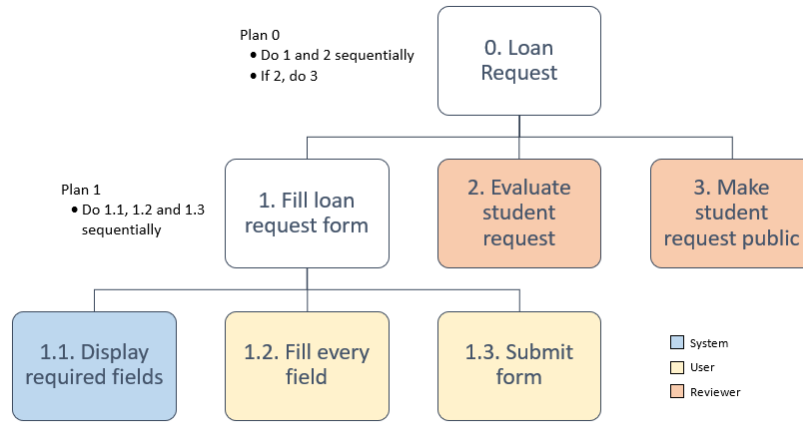 Plan 0
• Do 1 and 2 sequentially
• If 2, do 3
0. Loan
Request
Plan 1
• Do 1.1, 1.2 and 1.3
sequentially
1. Fill loan
request form
2. Evaluate
student
request
3. Make
student
request public
1.1. Display
required fields
1.2. Fill every
field
1.3. Submit
form
System
User
Reviewer